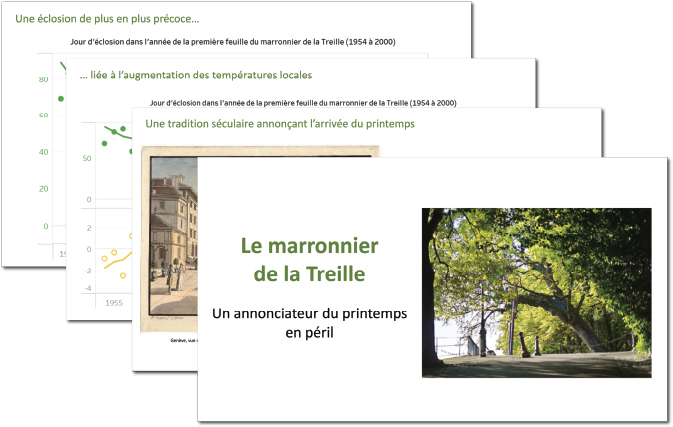 Une éclosion de plus en plus précoce...
Jour d'éclosion dans l'année de la première feuille du marronnier de la Treille (1954 à 2000)
80
60
40
20
0
... liée à l'augmentation des températures locales
Jour d'éclosion dans l'année de la première feuille du marronnier de la Treille (1954 à 2000)
50
0
2
0
-2
-4
1955
Une tradition séculaire annonçant l'arrivée du printemps
Genève, vue
Le marronnier
de la Treille
Un annonciateur du printemps
en péril